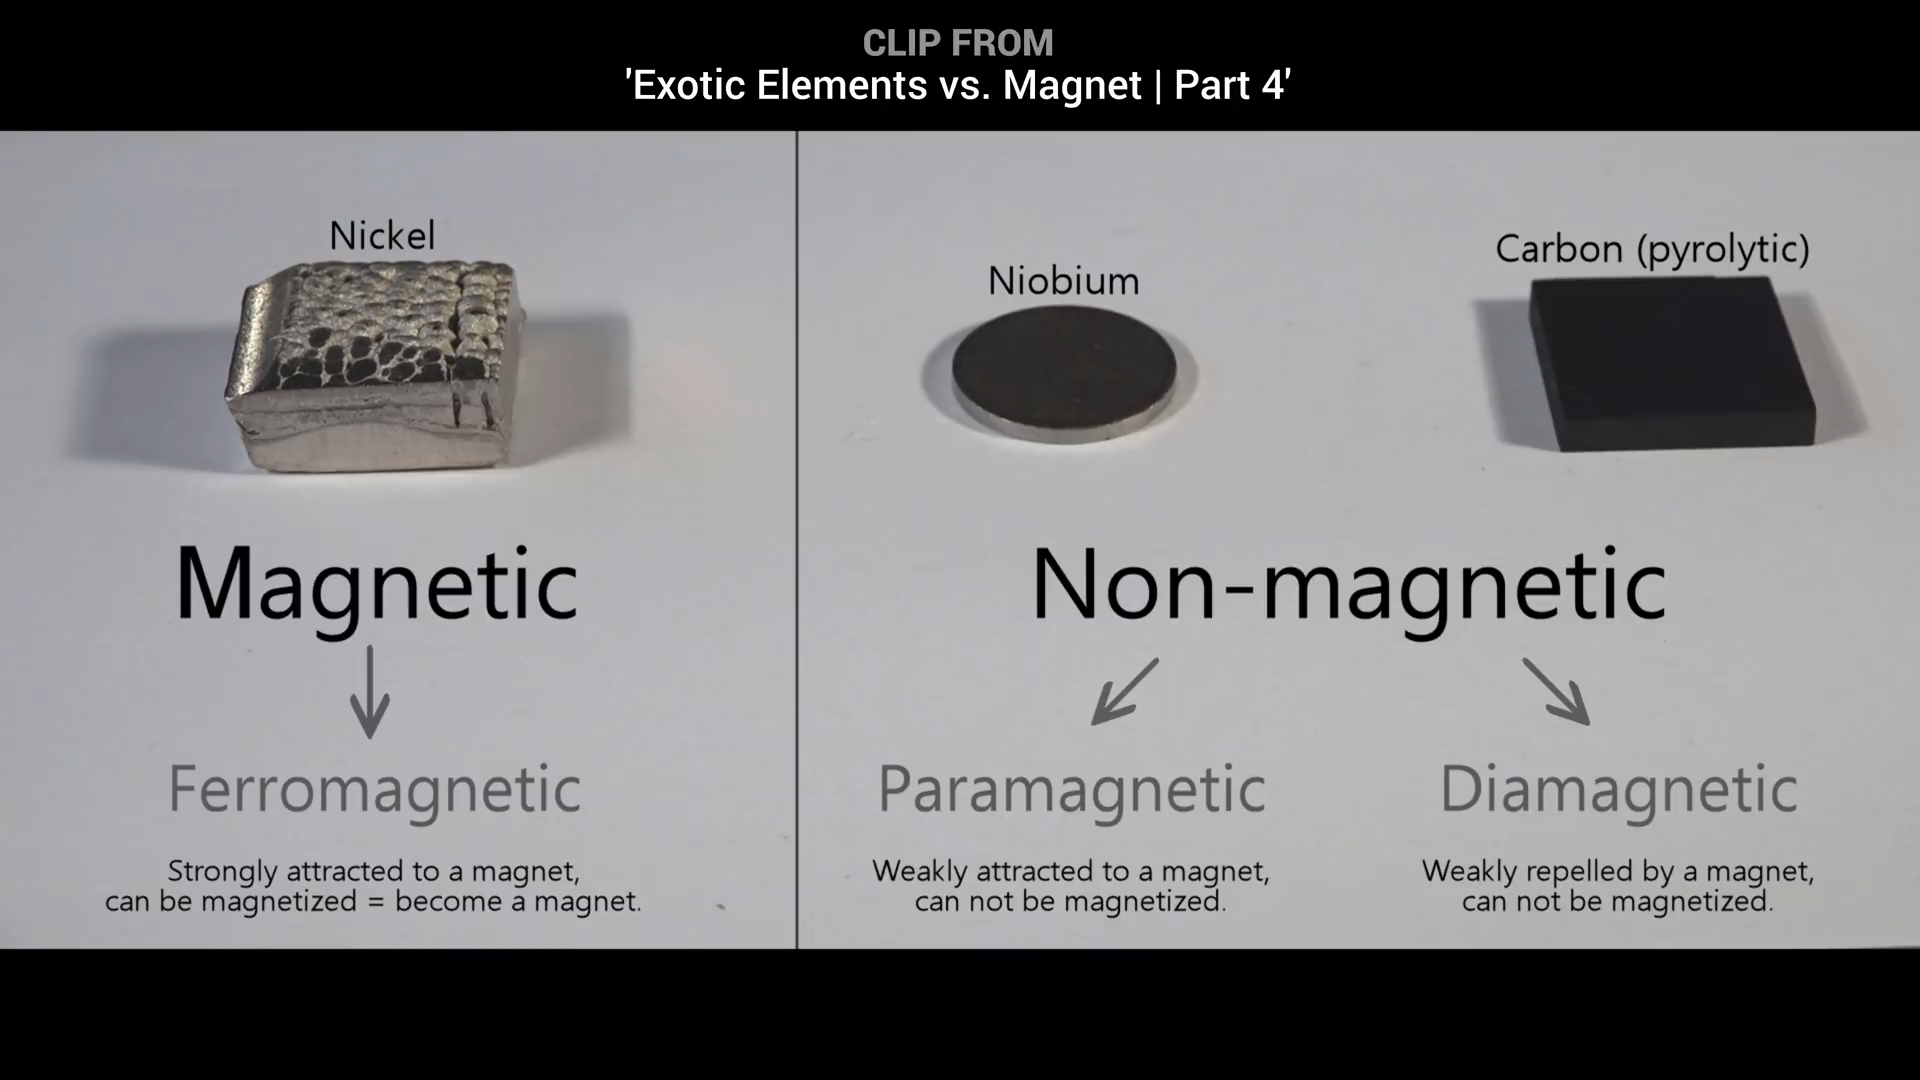 CLIP FROM
'Exotic Elements vs. Magnet | Part 4'
Nickel
Niobium
Carbon (pyrolytic)
Magnetic
Non-magnetic
Ferromagnetic
Paramagnetic
Diamagnetic
Strongly attracted to a magnet,
can be magnetized = become a magnet.
Weakly attracted to a magnet,
can not be magnetized.
Weakly repelled by a magnet,
can not be magnetized.